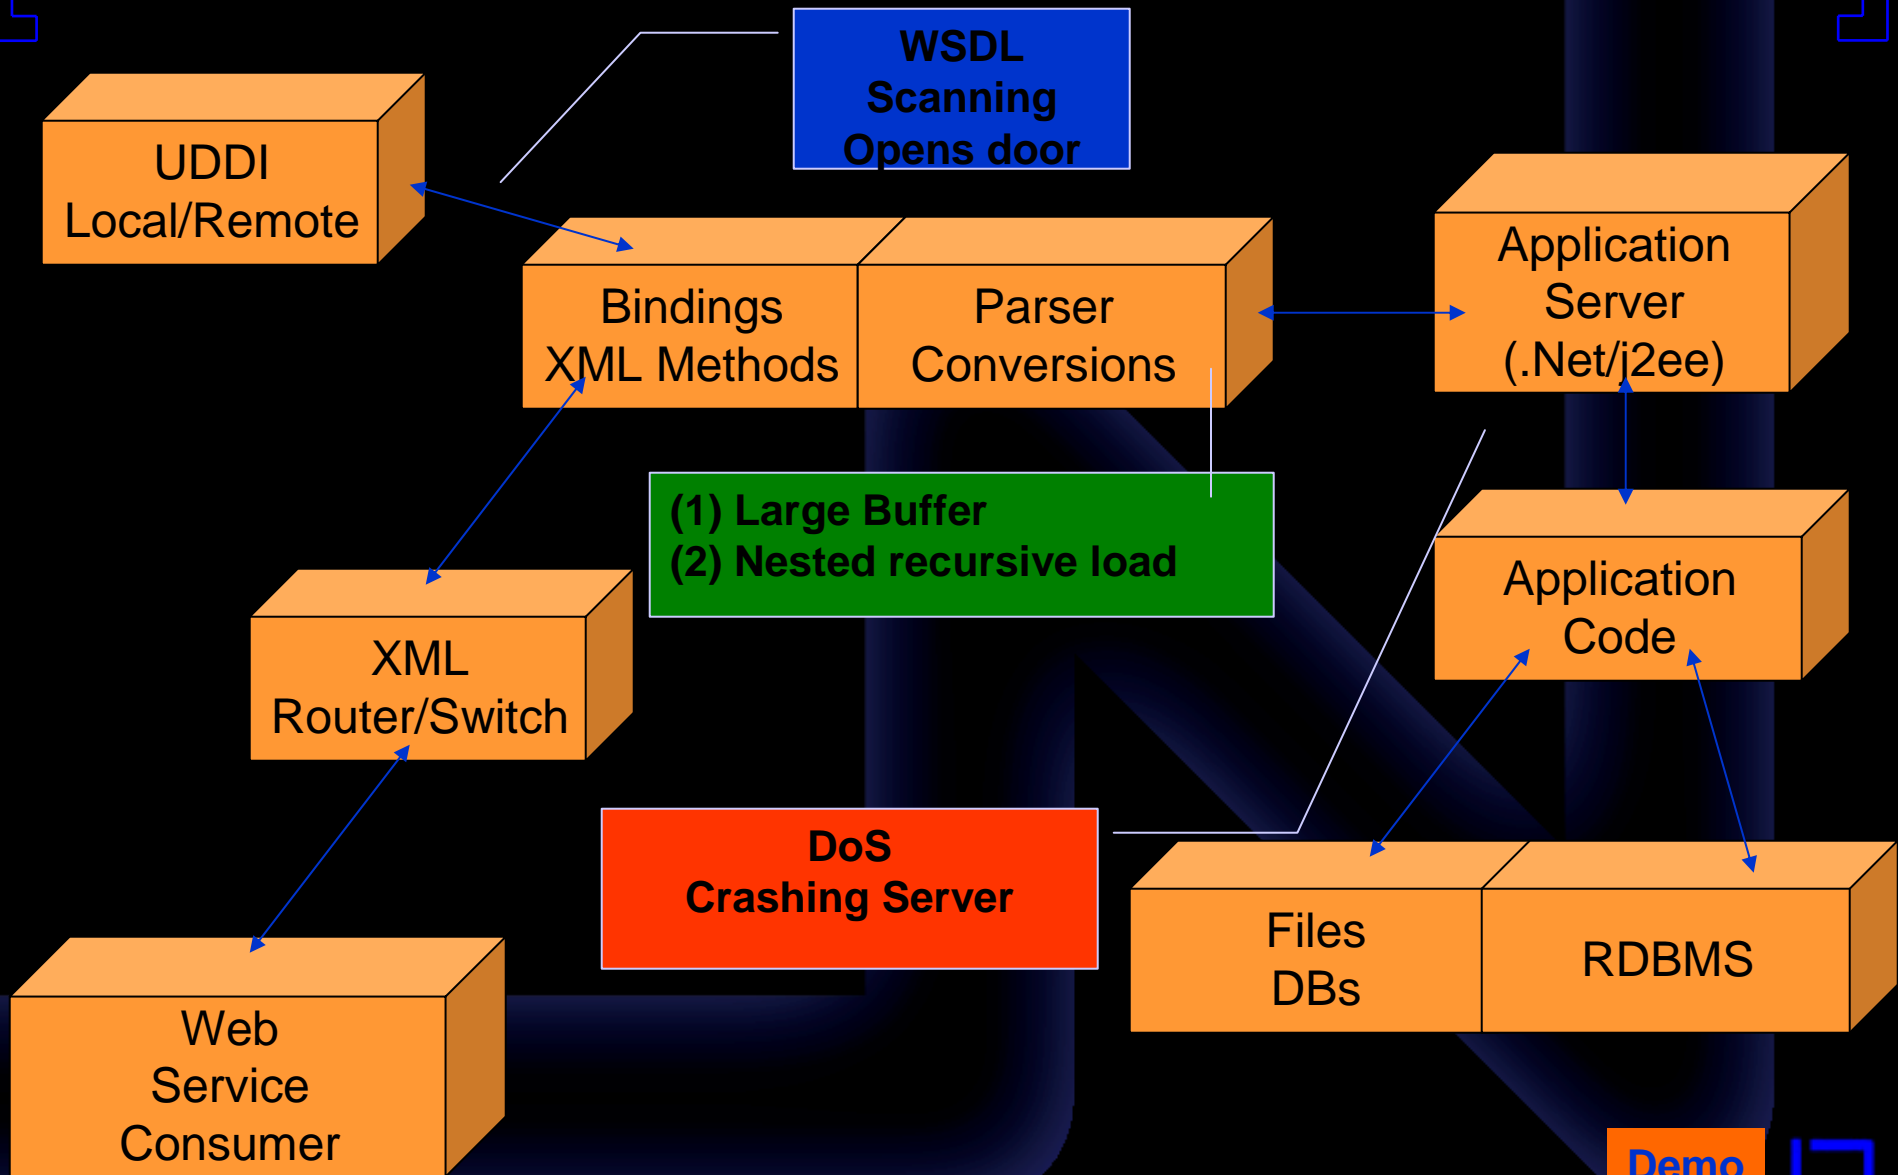 WSDL
Scanning
Opens door
UDDI
Local/Remote
Bindings
XML Methods
Parser
Conversions
Application
Server
(.Net/j2ee)
(1) Large Buffer
(2) Nested recursive load
Application
Code
XML
Router/Switch
DoS
Crashing Server
Files
DBs
RDBMS
Web
Service
Consumer
Demo